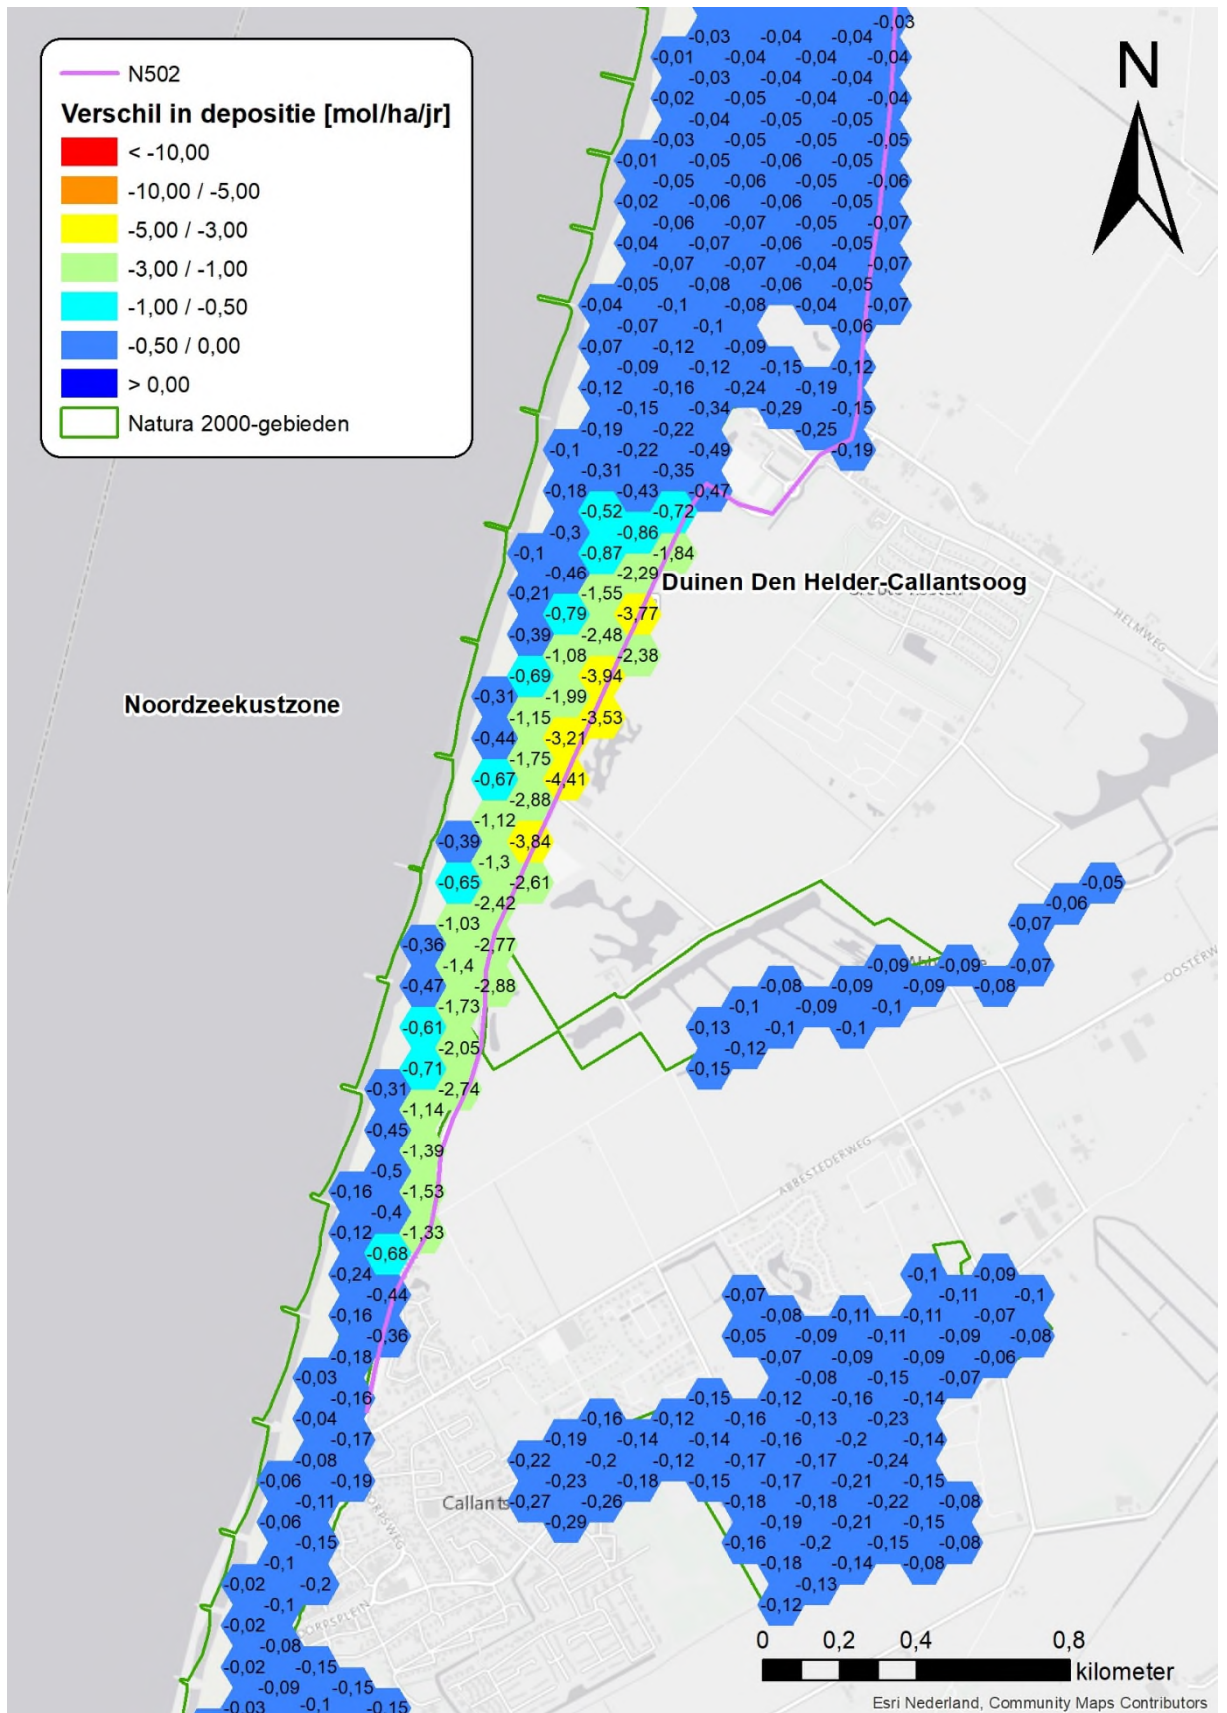 N502
Verschil in depositie [mol/ha/jr]
< -10,00
-10,00 / -5,00
-5,00 / -3,00
-3,00 / -1,00
-1,00 / -0,50
-0,50 / 0,00
> 0,00
Natura 2000-gebieden
N
-0,03
-0,03 -0,04 -0,04
-0,01 -0,04 -0,04 -0,04
-0,03 -0,04 -0,04
-0,02 -0,05 -0,04 -0,04
-0,04 -0,05 -0,05
-0,03 -0,05 -0,05 -0,05
-0,01 -0,05 -0,06 -0,05
-0,05 -0,06 -0,05 -0,06
-0,02 -0,06 -0,06 -0,05
-0,06 -0,07 -0,05 -0,07
-0,04 -0,07 -0,06 -0,05
-0,07 -0,07 -0,04 -0,07
-0,05 -0,08 -0,06 -0,05
-0,04 -0,1 -0,08 -0,04 -0,07
-0,07 -0,1 -0,06
-0,07 -0,12 -0,09
-0,09 -0,12 -0,15 -0,12
-0,12 -0,16 -0,24 -0,19
-0,15 -0,34 -0,29 -0,15
-0,19 -0,22 -0,25
-0,1 -0,22 -0,49 -0,19
-0,31 -0,35
-0,18 -0,43 -0,47
-0,52 -0,72
-0,3 -0,86
-0,1 -0,87 -1,84
-0,46 -2,29
Duinen Den Helder-Callantsoog
-0,21 -1,55
-0,79 -3,77
HELMWEG
-0,39 -2,48
-1,08 -2,38
-0,69 -3,94
-0,31 -1,99
Noordzeekustzone
-1,15 -3,53
-0,44 -3,21
-1,75
-0,67 -4,41
-2,88
-1,12
-0,39 -3,84
-1,3
-0,65 -2,61 -0,05
-2,42 -0,06
-1,03 -0,07
-0,36 -2,77
-1,4 -0,09 -0,09 -0,07
-0,47 -2,88 -0,08 -0,09 -0,09 -0,08
-1,73 -0,1 -0,09 -0,1
-0,61 -0,13 -0,1 -0,1
-2,05 -0,12
-0,71 -0,15
-0,31 -2,74
-1,14
-0,45
-1,39
ABBESTEDERWEG
-0,5
-0,16 -1,53
-0,4
-0,12 -1,33
-0,68
-0,24 -0,1 -0,09
-0,44 -0,07 -0,11 -0,1
-0,16 -0,08 -0,11 -0,11 -0,07
-0,36 -0,05 -0,09 -0,11 -0,09 -0,08
-0,18 -0,07 -0,09 -0,09 -0,06
-0,03 -0,08 -0,15 -0,07
-0,16 -0,15 -0,12 -0,16 -0,14
-0,04 -0,16 -0,12 -0,16 -0,13 -0,23
-0,17 -0,19 -0,14 -0,14 -0,16 -0,2 -0,14
-0,08 -0,22 -0,2 -0,12 -0,17 -0,17 -0,24
-0,06 -0,19 -0,23 -0,18 -0,15 -0,17 -0,21 -0,15
-0,11 Callants -0,27 -0,26 -0,18 -0,18 -0,22 -0,08
-0,06 -0,29 -0,19 -0,21 -0,15
-0,15 -0,16 -0,2 -0,15 -0,08
-0,1 -0,18 -0,14 -0,08
-0,02 -0,2 -0,13
-0,1 -0,12
-0,02
-0,08
0 0,2 0,4 0,8
-0,02 -0,15
kilometer
-0,09 -0,15
-0,03 -0,1 -0,15
Esri Nederland, Community Maps Contributors